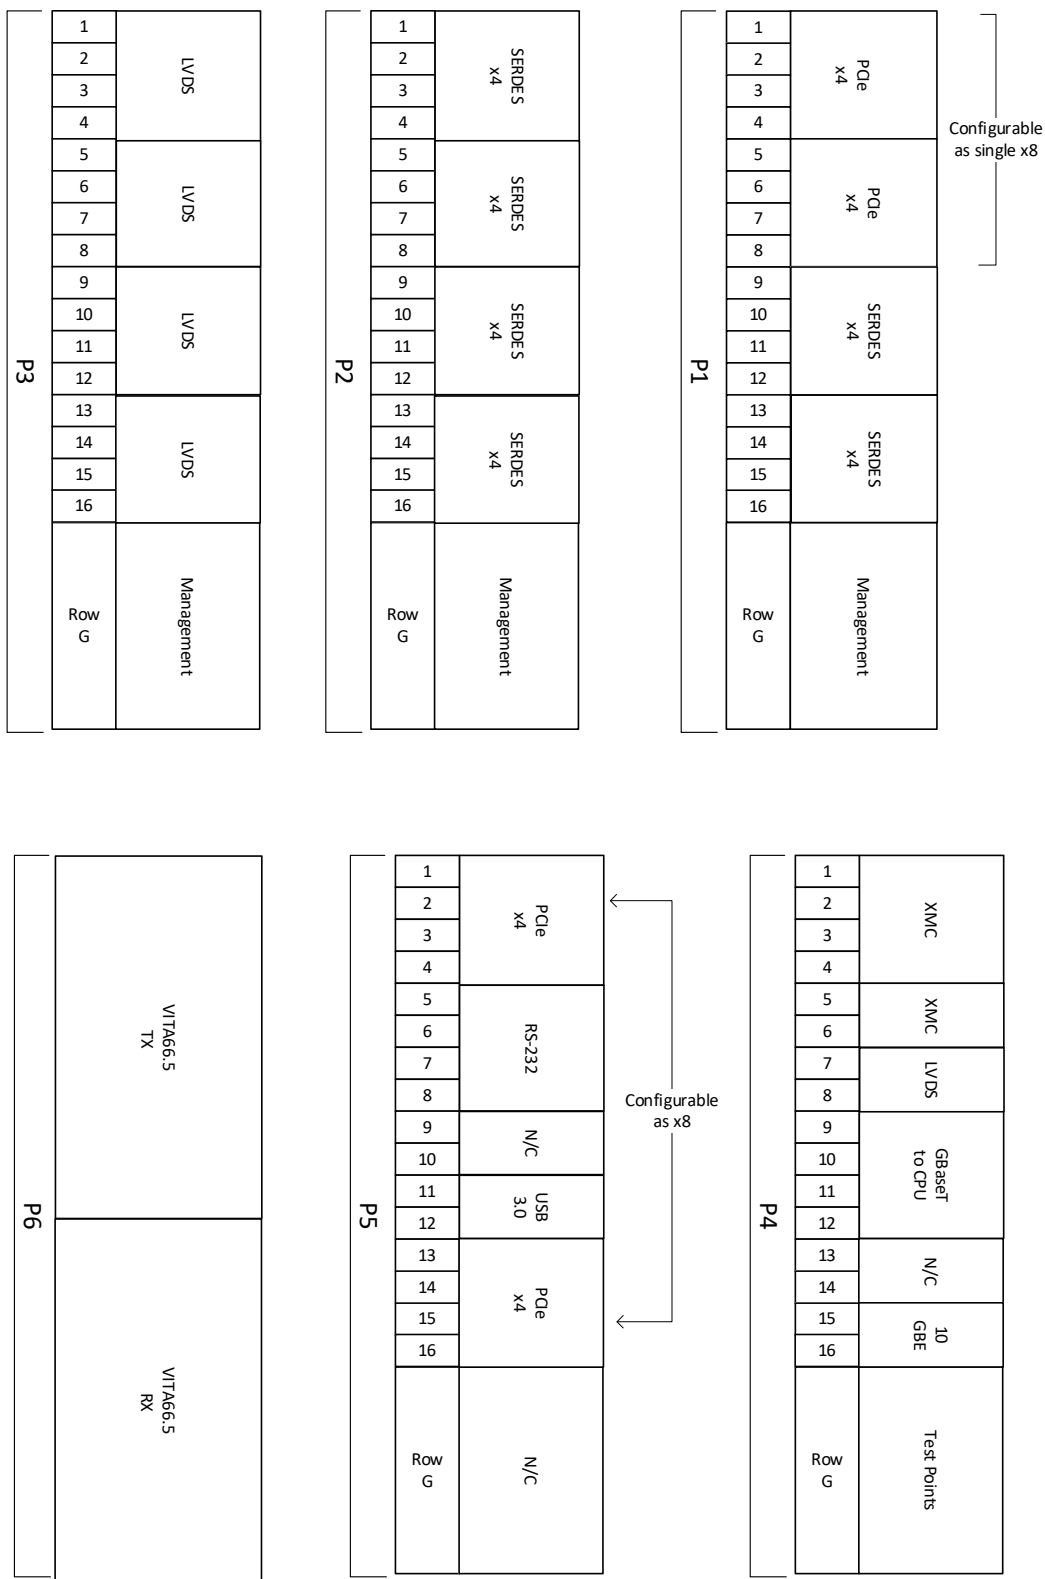 1
2
3
4
5
6
7
8
9
10
11
12
13
14
15
16
Row
G
LVDS
LVDS
LVDS
LVDS
Management
P3
1
2
3
4
5
6
7
8
9
10
11
12
13
14
15
16
Row
G
SERDES
x4
SERDES
x4
SERDES
x4
SERDES
x4
Management
P2
1
2
3
4
5
6
7
8
9
10
11
12
13
14
15
16
Row
G
PCIe
x4
PCIe
x4
SERDES
x4
SERDES
x4
Management
P1
Configurable
as single x8
VITA66.5
TX
VITA66.5
RX
P6
1
2
3
4
5
6
7
8
9
10
11
12
13
14
15
16
Row
G
PCIe
x4
RS-232
N/C
USB
3.0
PCIe
x4
N/C
P5
Configurable
as x8
1
2
3
4
5
6
7
8
9
10
11
12
13
14
15
16
Row
G
XMC
XMC
LVDS
GBaseT
to CPU
N/C
10
GBE
Test Points
P4